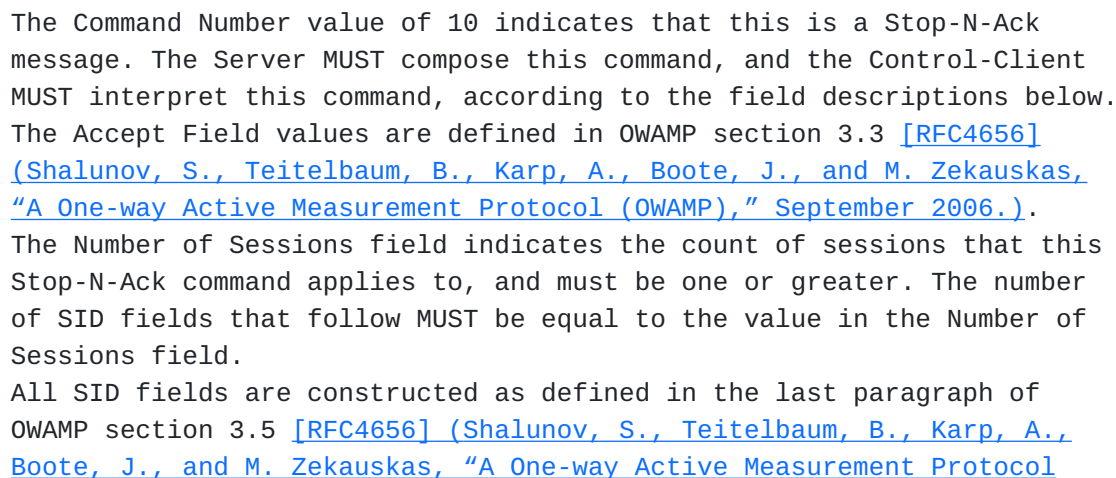 The Command Number value of 10 indicates that this is a Stop-N-Ack
message. The Server MUST compose this command, and the Control-Client
MUST interpret this command, according to the field descriptions below.
The Accept Field values are defined in OWAMP section 3.3 [RFC4656]
(Shalunov, S., Teitelbaum, B., Karp, A., Boote, J., and M. Zekauskas,
“A One-way Active Measurement Protocol (OWAMP),” September 2006.).
The Number of Sessions field indicates the count of sessions that this
Stop-N-Ack command applies to, and must be one or greater. The number
of SID fields that follow MUST be equal to the value in the Number of
Sessions field.
All SID fields are constructed as defined in the last paragraph of
OWAMP section 3.5 [RFC4656] (Shalunov, S., Teitelbaum, B., Karp, A.,
Boote, J., and M. Zekauskas, “A One-way Active Measurement Protocol